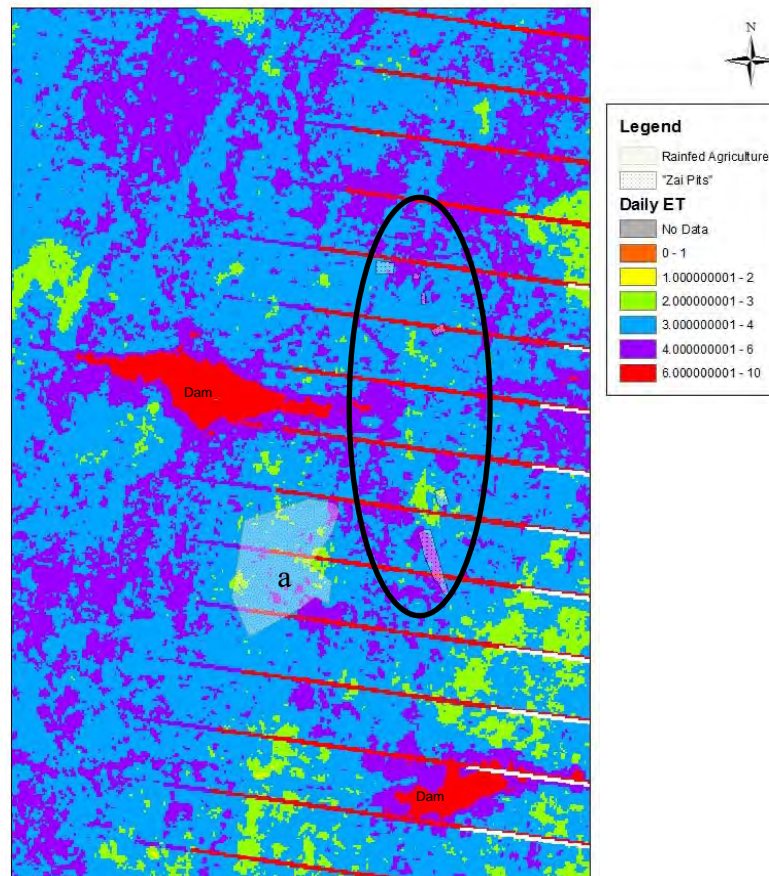 N
Legend
Rainfed Agriculture
"Zai Pits"
Daily ET
No Data
0 - 1
1.000000001 - 2
2.000000001 - 3
3.000000001 - 4
4.000000001 - 6
6.000000001 - 10
Dam
a
Dam